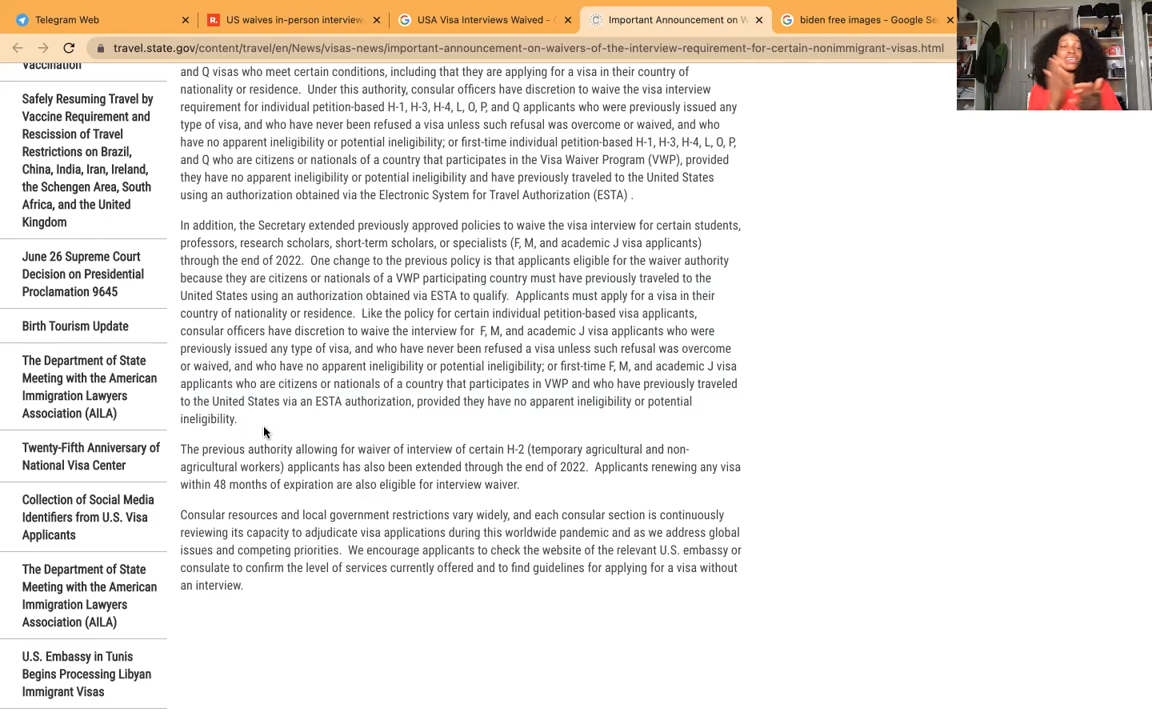 Telegram Web
US waives in-person interview
USA Visa Interviews Waived -
Important Announcement on W
biden free images - Google Se
travel.state.gov/content/travel/en/News/visas-news/important-announcement-on-waivers-of-the-interview-requirement-for-certain-nonimmigrant-visas.html
Vaccination
Safely Resuming Travel by
Vaccine Requirement and
Rescission of Travel
Restrictions on Brazil,
China, India, Iran, Ireland,
the Schengen Area, South
Africa, and the United
Kingdom
June 26 Supreme Court
Decision on Presidential
Proclamation 9645
Birth Tourism Update
The Department of State
Meeting with the American
Immigration Lawyers
Association (AILA)
Twenty-Fifth Anniversary of
National Visa Center
Collection of Social Media
Identifiers from U.S. Visa
Applicants
The Department of State
Meeting with the American
Immigration Lawyers
Association (AILA)
U.S. Embassy in Tunis
Begins Processing Libyan
Immigrant Visas
and Q visas who meet certain conditions, including that they are applying for a visa in their country of
nationality or residence.  Under this authority, consular officers have discretion to waive the visa interview
requirement for individual petition-based H-1, H-3, H-4, L, O, P, and Q applicants who were previously issued any
type of visa, and who have never been refused a visa unless such refusal was overcome or waived, and who
have no apparent ineligibility or potential ineligibility; or first-time individual petition-based H-1, H-3, H-4, L, O, P,
and Q who are citizens or nationals of a country that participates in the Visa Waiver Program (VWP), provided
they have no apparent ineligibility or potential ineligibility and have previously traveled to the United States
using an authorization obtained via the Electronic System for Travel Authorization (ESTA) .
In addition, the Secretary extended previously approved policies to waive the visa interview for certain students,
professors, research scholars, short-term scholars, or specialists (F, M, and academic J visa applicants)
through the end of 2022.  One change to the previous policy is that applicants eligible for the waiver authority
because they are citizens or nationals of a VWP participating country must have previously traveled to the
United States using an authorization obtained via ESTA to qualify.  Applicants must apply for a visa in their
country of nationality or residence.  Like the policy for certain individual petition-based visa applicants,
consular officers have discretion to waive the interview for  F, M, and academic J visa applicants who were
previously issued any type of visa, and who have never been refused a visa unless such refusal was overcome
or waived, and who have no apparent ineligibility or potential ineligibility; or first-time F, M, and academic J visa
applicants who are citizens or nationals of a country that participates in VWP and who have previously traveled
to the United States via an ESTA authorization, provided they have no apparent ineligibility or potential
ineligibility.
The previous authority allowing for waiver of interview of certain H-2 (temporary agricultural and non-
agricultural workers) applicants has also been extended through the end of 2022.  Applicants renewing any visa
within 48 months of expiration are also eligible for interview waiver.
Consular resources and local government restrictions vary widely, and each consular section is continuously
reviewing its capacity to adjudicate visa applications during this worldwide pandemic and as we address global
issues and competing priorities.  We encourage applicants to check the website of the relevant U.S. embassy or
consulate to confirm the level of services currently offered and to find guidelines for applying for a visa without
an interview.